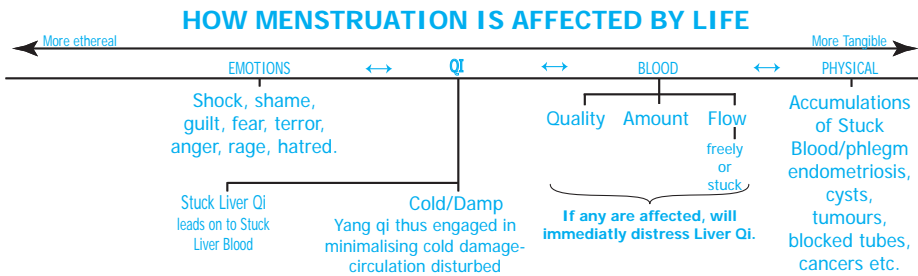 HOW MENSTRUATION IS AFFECTED BY LIFE
More ethereal
More Tangible
EMOTIONS ↔ QI ↔ BLOOD ↔ PHYSICAL
Shock, shame,
guilt, fear, terror,
anger, rage, hatred.
Stuck Liver Qi
leads on to Stuck
Liver Blood
Cold/Damp
Yang qi thus engaged in
minimalising cold damage-
circulation disturbed
Quality Amount Flow
freely
or
stuck
If any are affected, will
immediatly distress Liver Qi.
Accumulations
of Stuck
Blood/phlegm
endometriosis,
cysts,
tumours,
blocked tubes,
cancers etc.